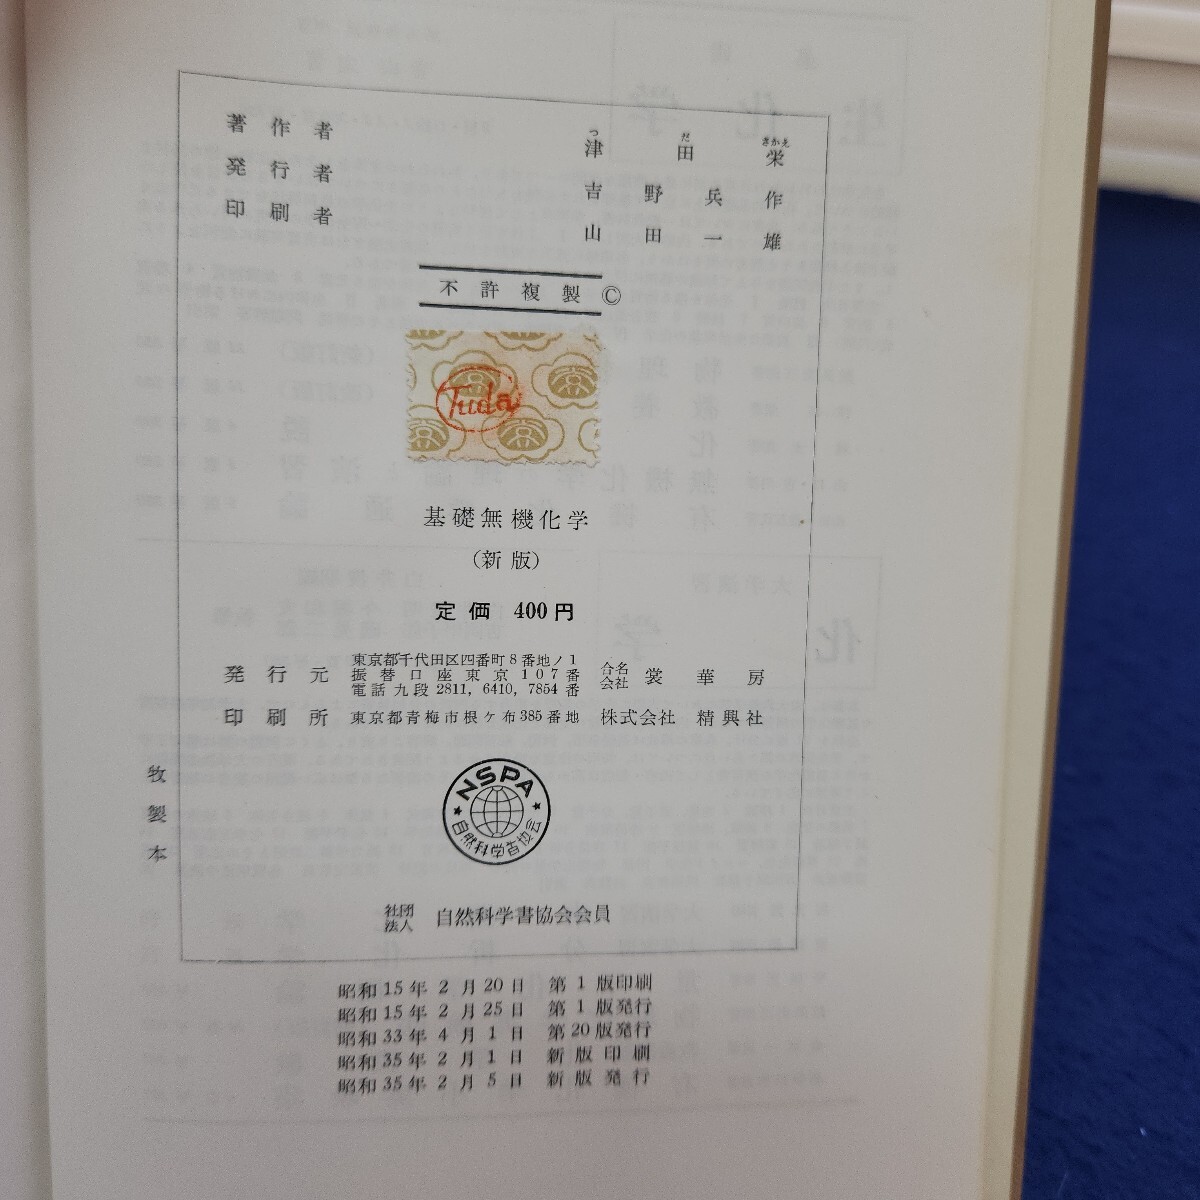 著作者 津田栄
つ だ さかえ
発行者 吉野兵作
印刷者 山田一雄
不許複製 ©
Tuda
基礎無機化学
(新版)
定価 400円
発行元 東京都千代田区四番町8番地ノ1 振替口座東京107番 電話九段2811, 6410, 7854番 合名会社 裳華房
印刷所 東京都青梅市根ケ布385番地 株式会社 精興社
牧製本
NSPA
自然科学書協会
社団法人 自然科学書協会会員
昭和15年2月20日 第1版印刷
昭和15年2月25日 第1版発行
昭和33年4月1日 第20版発行
昭和35年2月1日 新版印刷
昭和35年2月5日 新版発行